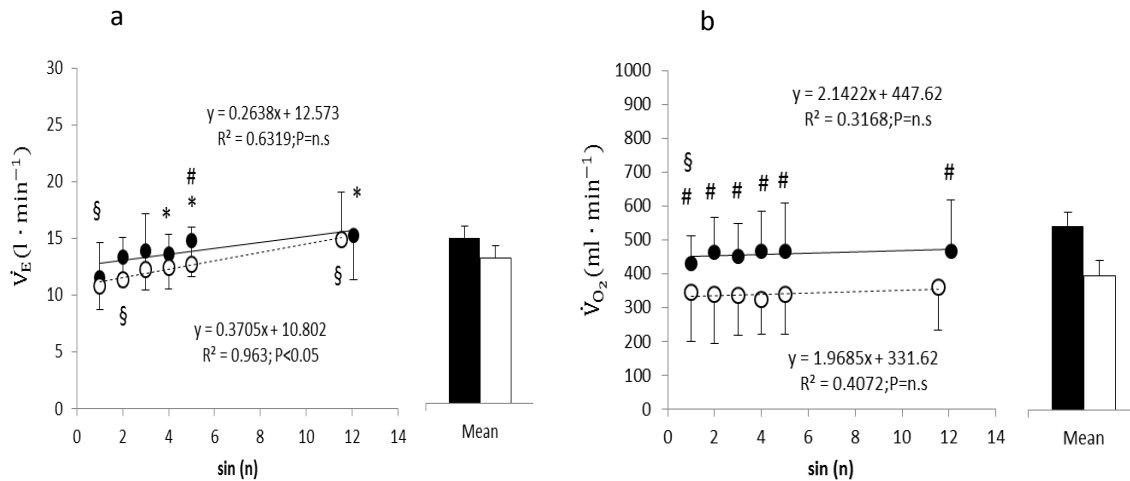 a
30
25
20
15
10
5
0
V̇E(l · min−1)
y = 0.2638x + 12.573
R² = 0.6319;P=n.s
§
*
#
*
*
§
§
y = 0.3705x + 10.802
R² = 0.963; P<0.05
0 2 4 6 8 10 12 14
sin (n)
Mean
b
1000
900
800
700
600
500
400
300
200
100
0
V̇O2(ml · min−1)
y = 2.1422x + 447.62
R² = 0.3168;P=n.s
§
# # # # # #
y = 1.9685x + 331.62
R² = 0.4072;P=n.s
0 2 4 6 8 10 12 14
sin (n)
Mean